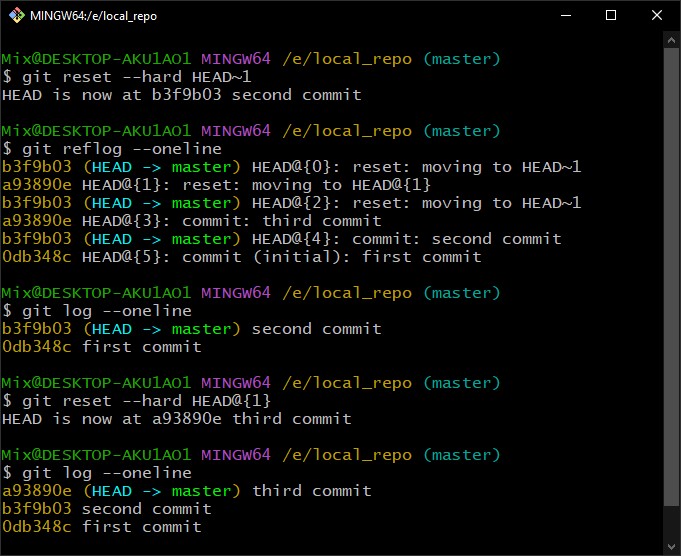 MINGW64:/e/local_repo
Mix@DESKTOP-AKU1AO1 MINGW64 /e/local_repo (master)
$ git reset --hard HEAD~1
HEAD is now at b3f9b03 second commit
Mix@DESKTOP-AKU1AO1 MINGW64 /e/local_repo (master)
$ git reflog --oneline
b3f9b03 (HEAD -> master) HEAD@{0}: reset: moving to HEAD~1
a93890e HEAD@{1}: reset: moving to HEAD@{1}
b3f9b03 (HEAD -> master) HEAD@{2}: reset: moving to HEAD~1
a93890e HEAD@{3}: commit: third commit
b3f9b03 (HEAD -> master) HEAD@{4}: commit: second commit
0db348c HEAD@{5}: commit (initial): first commit
Mix@DESKTOP-AKU1AO1 MINGW64 /e/local_repo (master)
$ git log --oneline
b3f9b03 (HEAD -> master) second commit
0db348c first commit
Mix@DESKTOP-AKU1AO1 MINGW64 /e/local_repo (master)
$ git reset --hard HEAD@{1}
HEAD is now at a93890e third commit
Mix@DESKTOP-AKU1AO1 MINGW64 /e/local_repo (master)
$ git log --oneline
a93890e (HEAD -> master) third commit
b3f9b03 second commit
0db348c first commit